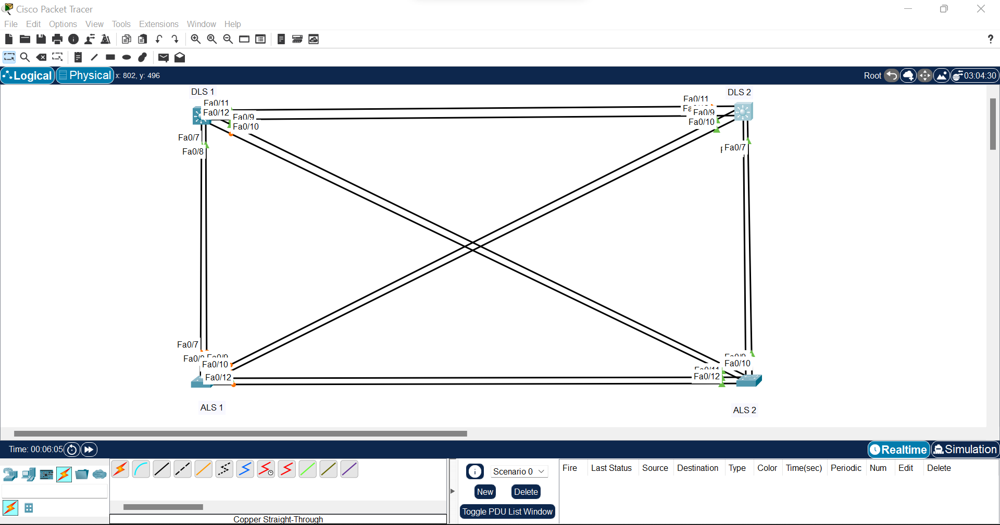 Cisco Packet Tracer
File Edit Options View Tools Extensions Window Help
Logical Physical x: 802, y: 496 Root 03:04:30
DLS 1
DLS 2
Fa0/11
Fa0/12
Fa0/9
Fa0/10
Fa0/11
Fa0/9
Fa0/10
Fa0/7
Fa0/8
Fa0/7
Fa0/7
Fa0/9
Fa0/10
Fa0/12
Fa0/9
Fa0/10
Fa0/11
Fa0/12
ALS 1
ALS 2
Time: 00:06:05 Realtime Simulation
Scenario 0
New Delete
Toggle PDU List Window
Fire Last Status Source Destination Type Color Time(sec) Periodic Num Edit Delete
Copper Straight-Through